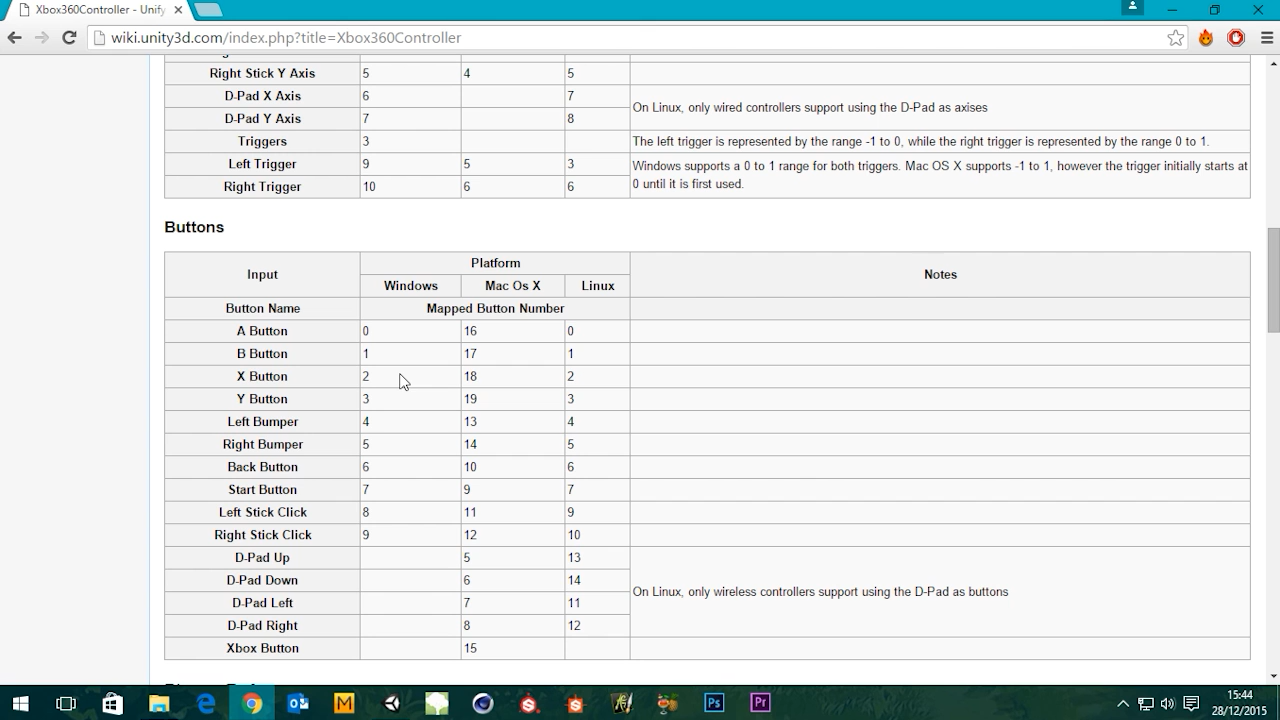 Xbox360Controller - Unify
wiki.unity3d.com/index.php?title=Xbox360Controller
Right Stick Y Axis 5 4 5
D-Pad X Axis 6 7
On Linux, only wired controllers support using the D-Pad as axises
D-Pad Y Axis 7 8
Triggers 3 The left trigger is represented by the range -1 to 0, while the right trigger is represented by the range 0 to 1.
Left Trigger 9 5 3
Windows supports a 0 to 1 range for both triggers. Mac OS X supports -1 to 1, however the trigger initially starts at
0 until it is first used.
Right Trigger 10 6 6
Buttons
Input Platform Notes
Windows Mac Os X Linux
Button Name Mapped Button Number
A Button 0 16 0
B Button 1 17 1
X Button 2 18 2
Y Button 3 19 3
Left Bumper 4 13 4
Right Bumper 5 14 5
Back Button 6 10 6
Start Button 7 9 7
Left Stick Click 8 11 9
Right Stick Click 9 12 10
D-Pad Up 5 13
D-Pad Down 6 14
On Linux, only wireless controllers support using the D-Pad as buttons
D-Pad Left 7 11
D-Pad Right 8 12
Xbox Button 15
M
Ps
Pr
15:44
28/12/2015